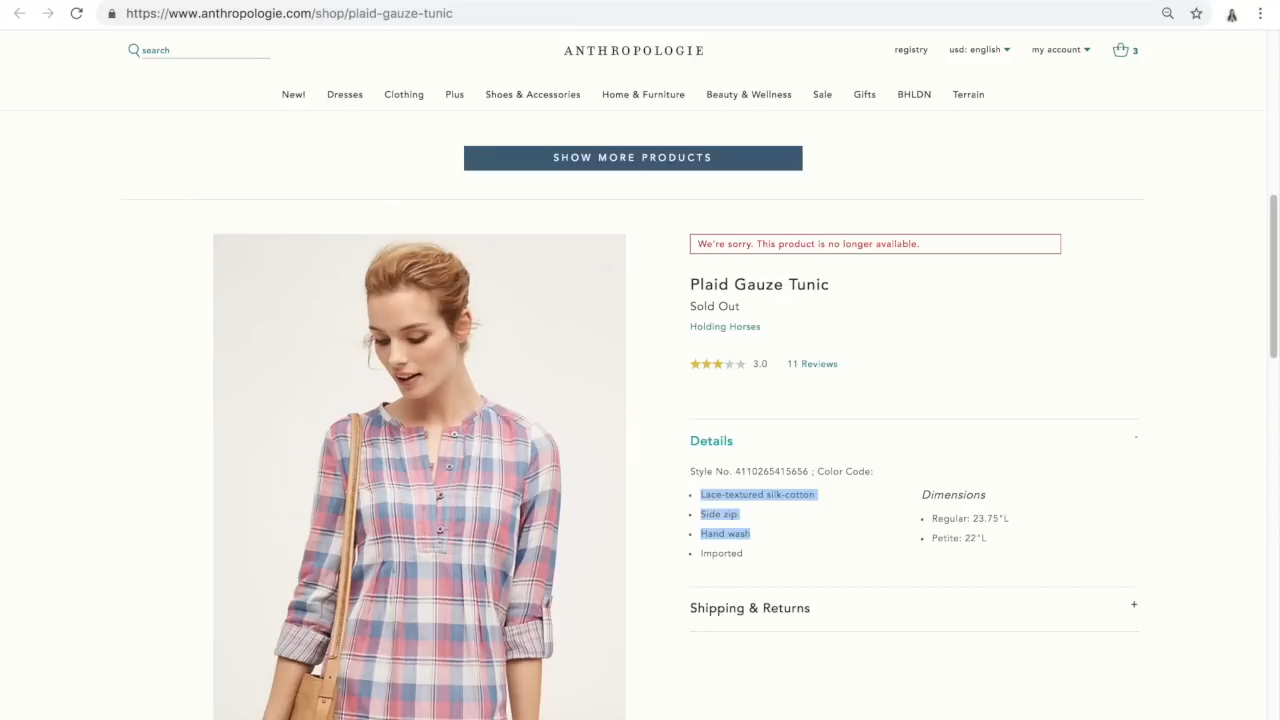 https://www.anthropologie.com/shop/plaid-gauze-tunic
search
ANTHROPOLOGIE
registry
usd: english
my account
3
New! Dresses Clothing Plus Shoes & Accessories Home & Furniture Beauty & Wellness Sale Gifts BHLDN Terrain
SHOW MORE PRODUCTS
We're sorry. This product is no longer available.
Plaid Gauze Tunic
Sold Out
Holding Horses
3.0 11 Reviews
Details
-
Style No. 4110265415656 ; Color Code:
Lace-textured silk-cotton
Side zip
Hand wash
Imported
Dimensions
Regular: 23.75"L
Petite: 22"L
Shipping & Returns
+